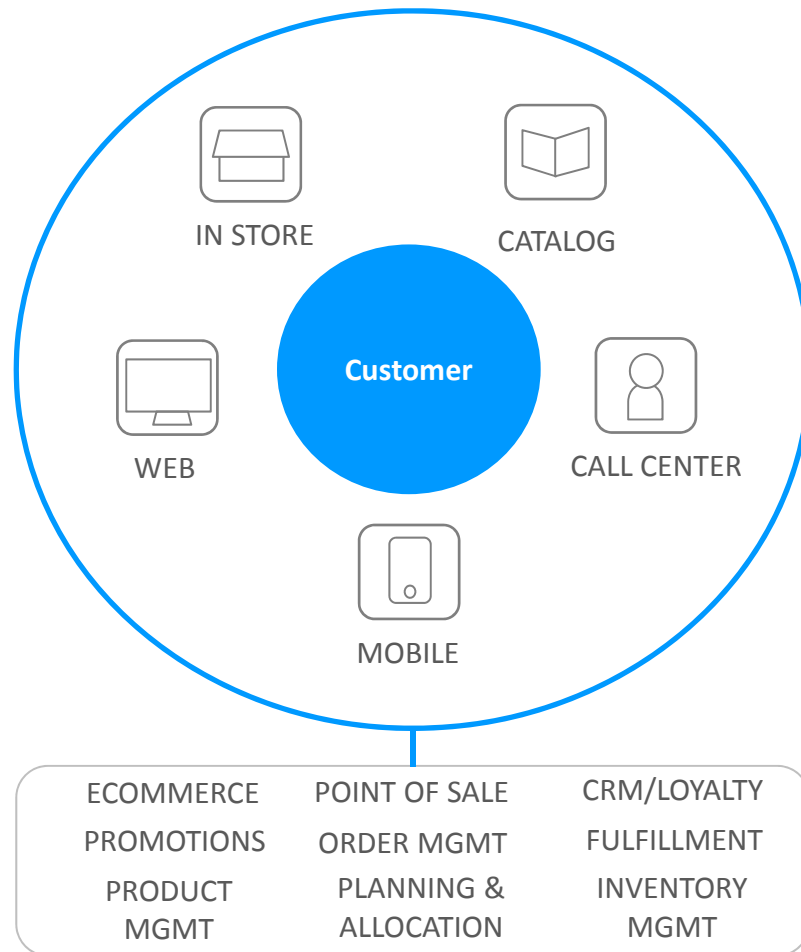 IN STORE
CATALOG
Customer
WEB
CALL CENTER
MOBILE
ECOMMERCE
POINT OF SALE
CRM/LOYALTY
PROMOTIONS
ORDER MGMT
FULFILLMENT
PRODUCT
MGMT
PLANNING &
ALLOCATION
INVENTORY
MGMT